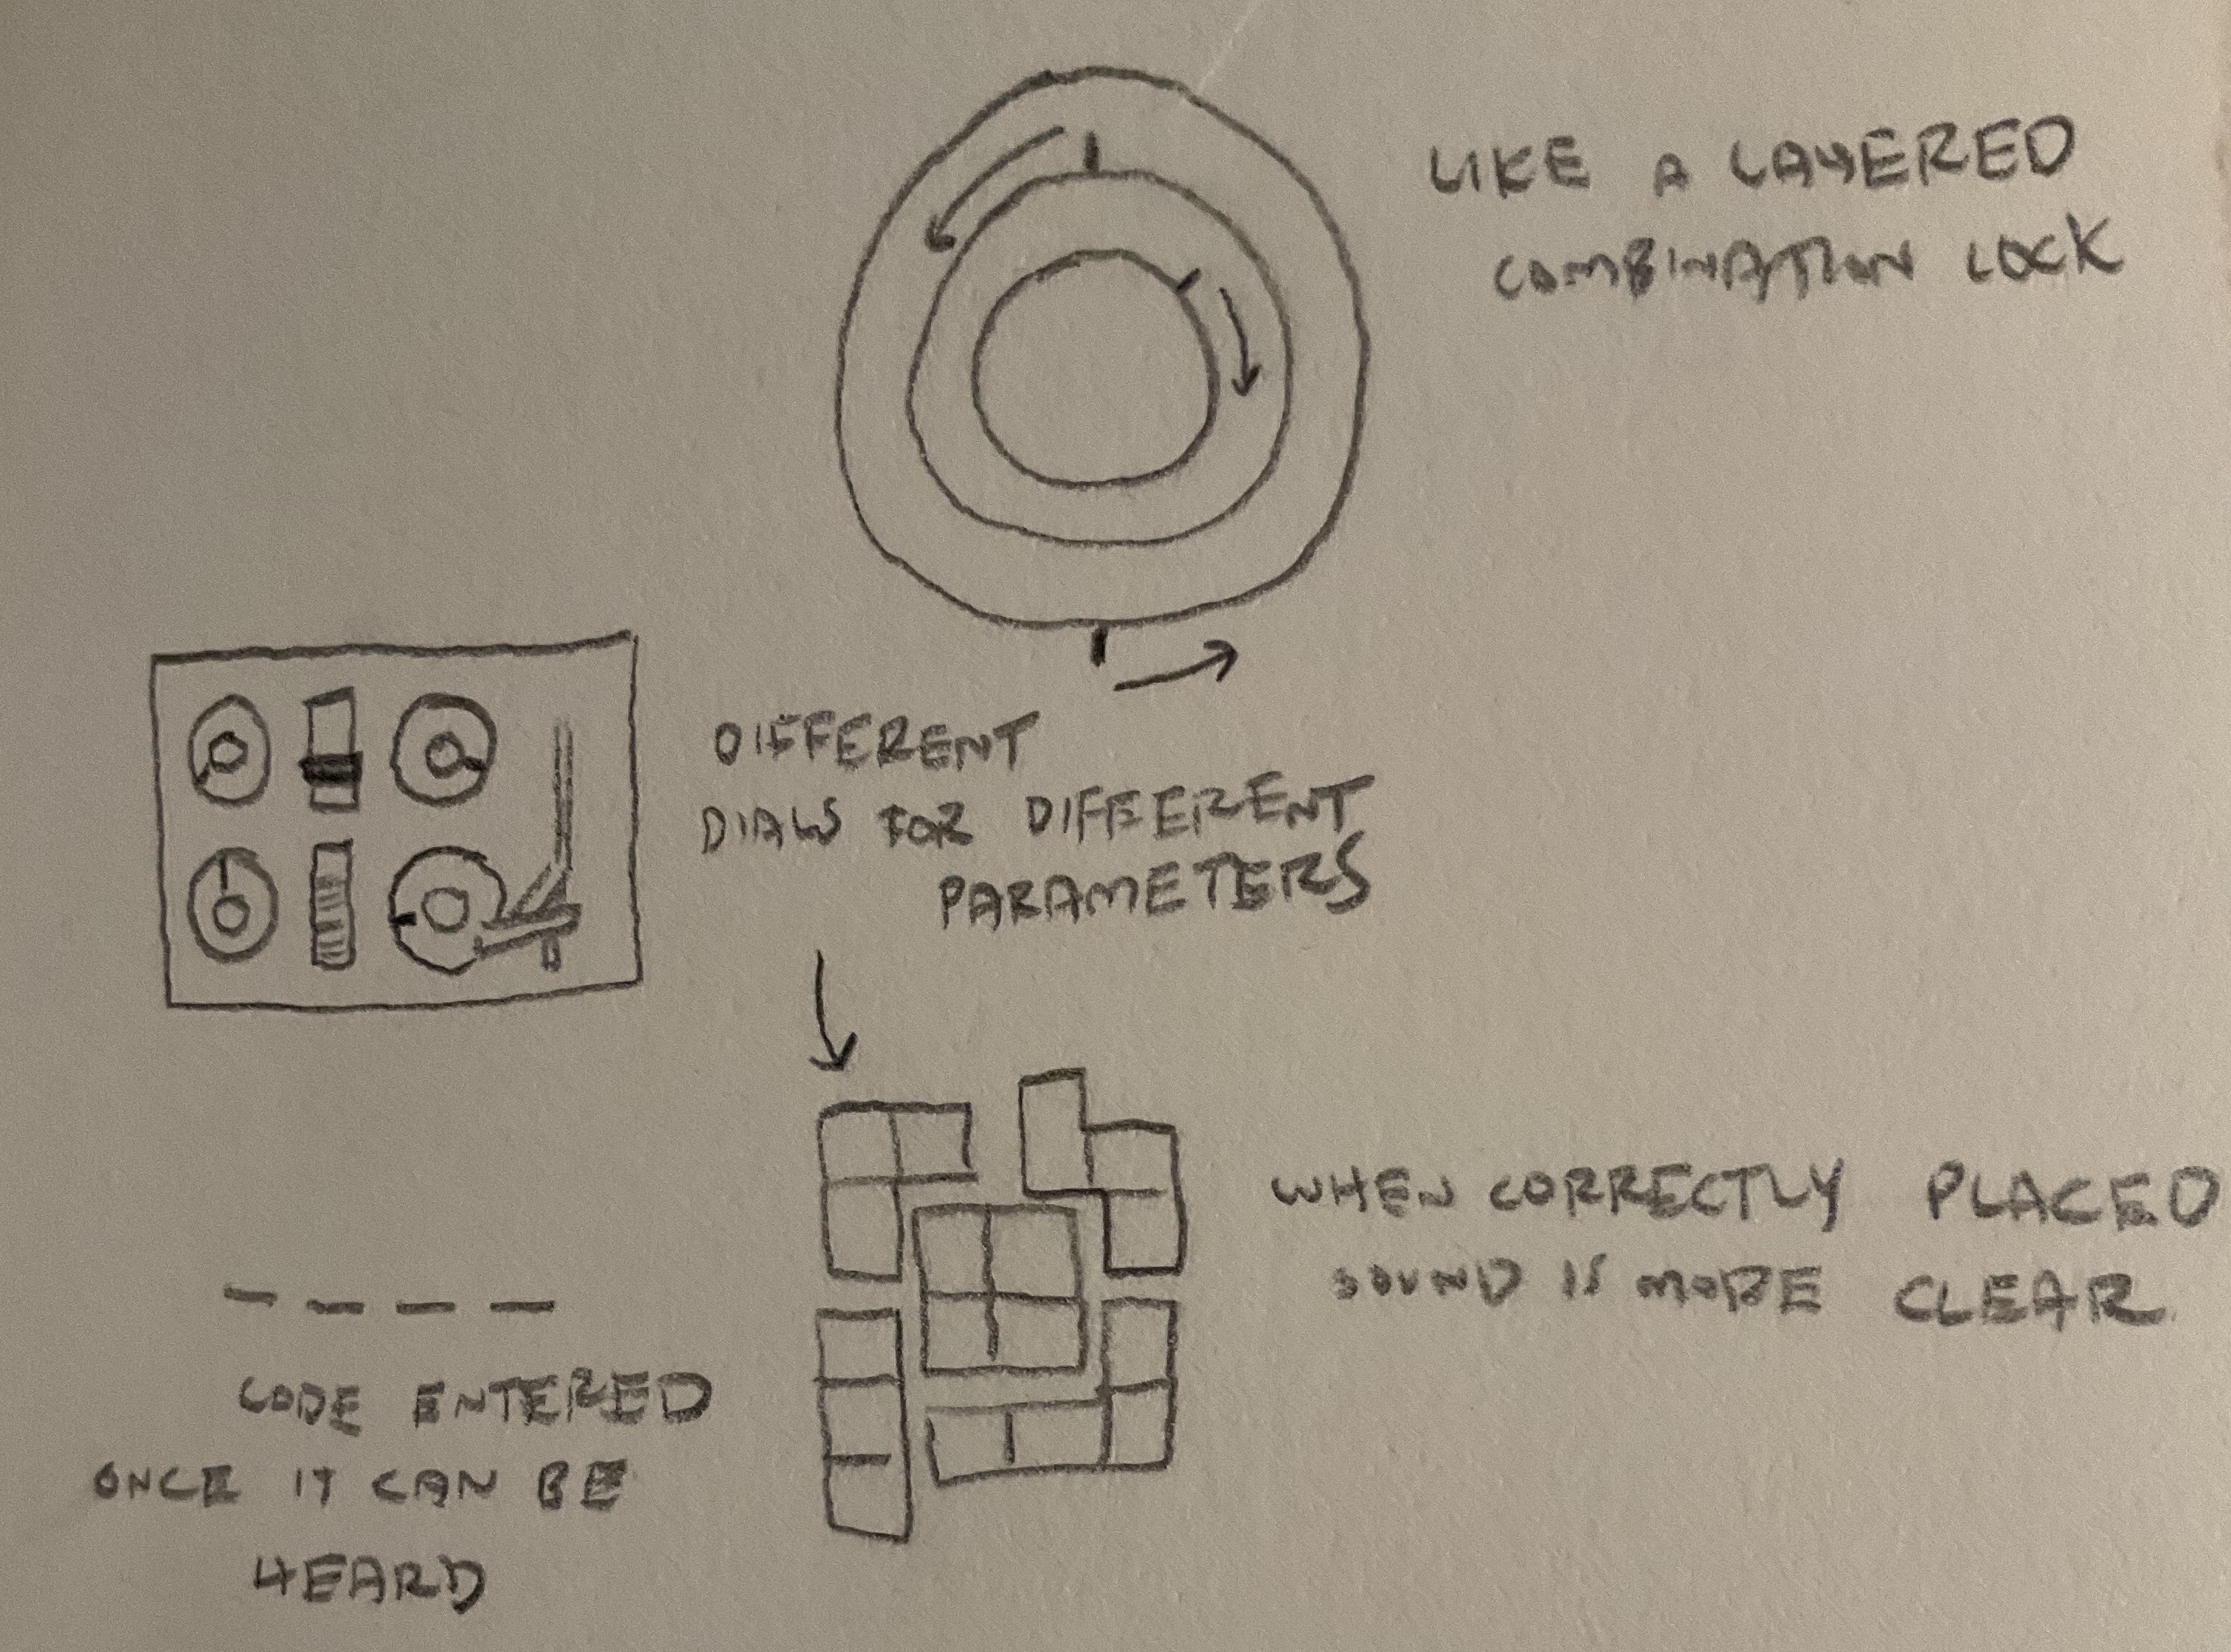 LIKE A LAYERED
COMBINATION LOCK
DIFFERENT
DIALS FOR DIFFERENT
PARAMETERS
WHEN CORRECTLY PLACED
SOUND IS MORE CLEAR
CODE ENTERED
ONCE IT CAN BE
HEARD